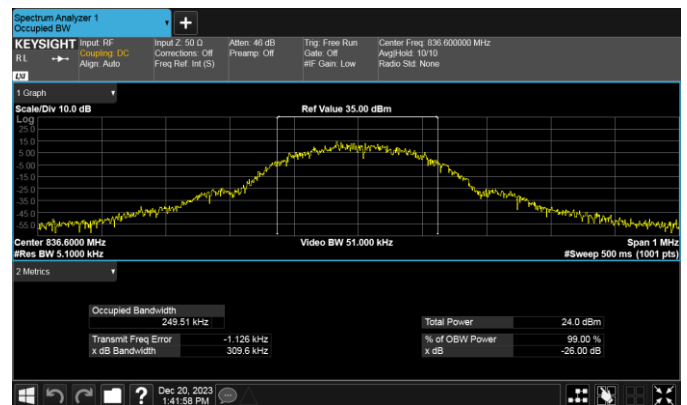 Spectrum Analyzer 1
Occupied BW
+
KEYSIGHT Input: RF Input Z: 50 Ω Atten: 46 dB Trig: Free Run Center Freq: 836.600000 MHz
RL Coupling: DC Corrections: Off Preamp: Off Gate: Off Avg|Hold: 10/10
Align: Auto Freq Ref: Int (S) #IF Gain: Low Radio Std: None
LXI
1 Graph
Scale/Div 10.0 dB Ref Value 35.00 dBm
Log
25.0
15.0
5.00
-5.00
-15.0
-25.0
-35.0
-45.0
-55.0
Center 836.6000 MHz Video BW 51.000 kHz Span 1 MHz
#Res BW 5.1000 kHz #Sweep 500 ms (1001 pts)
2 Metrics
Occupied Bandwidth
249.51 kHz Total Power 24.0 dBm
Transmit Freq Error -1.126 kHz % of OBW Power 99.00 %
x dB Bandwidth 309.6 kHz x dB -26.00 dB
? Dec 20, 2023
1:41:58 PM